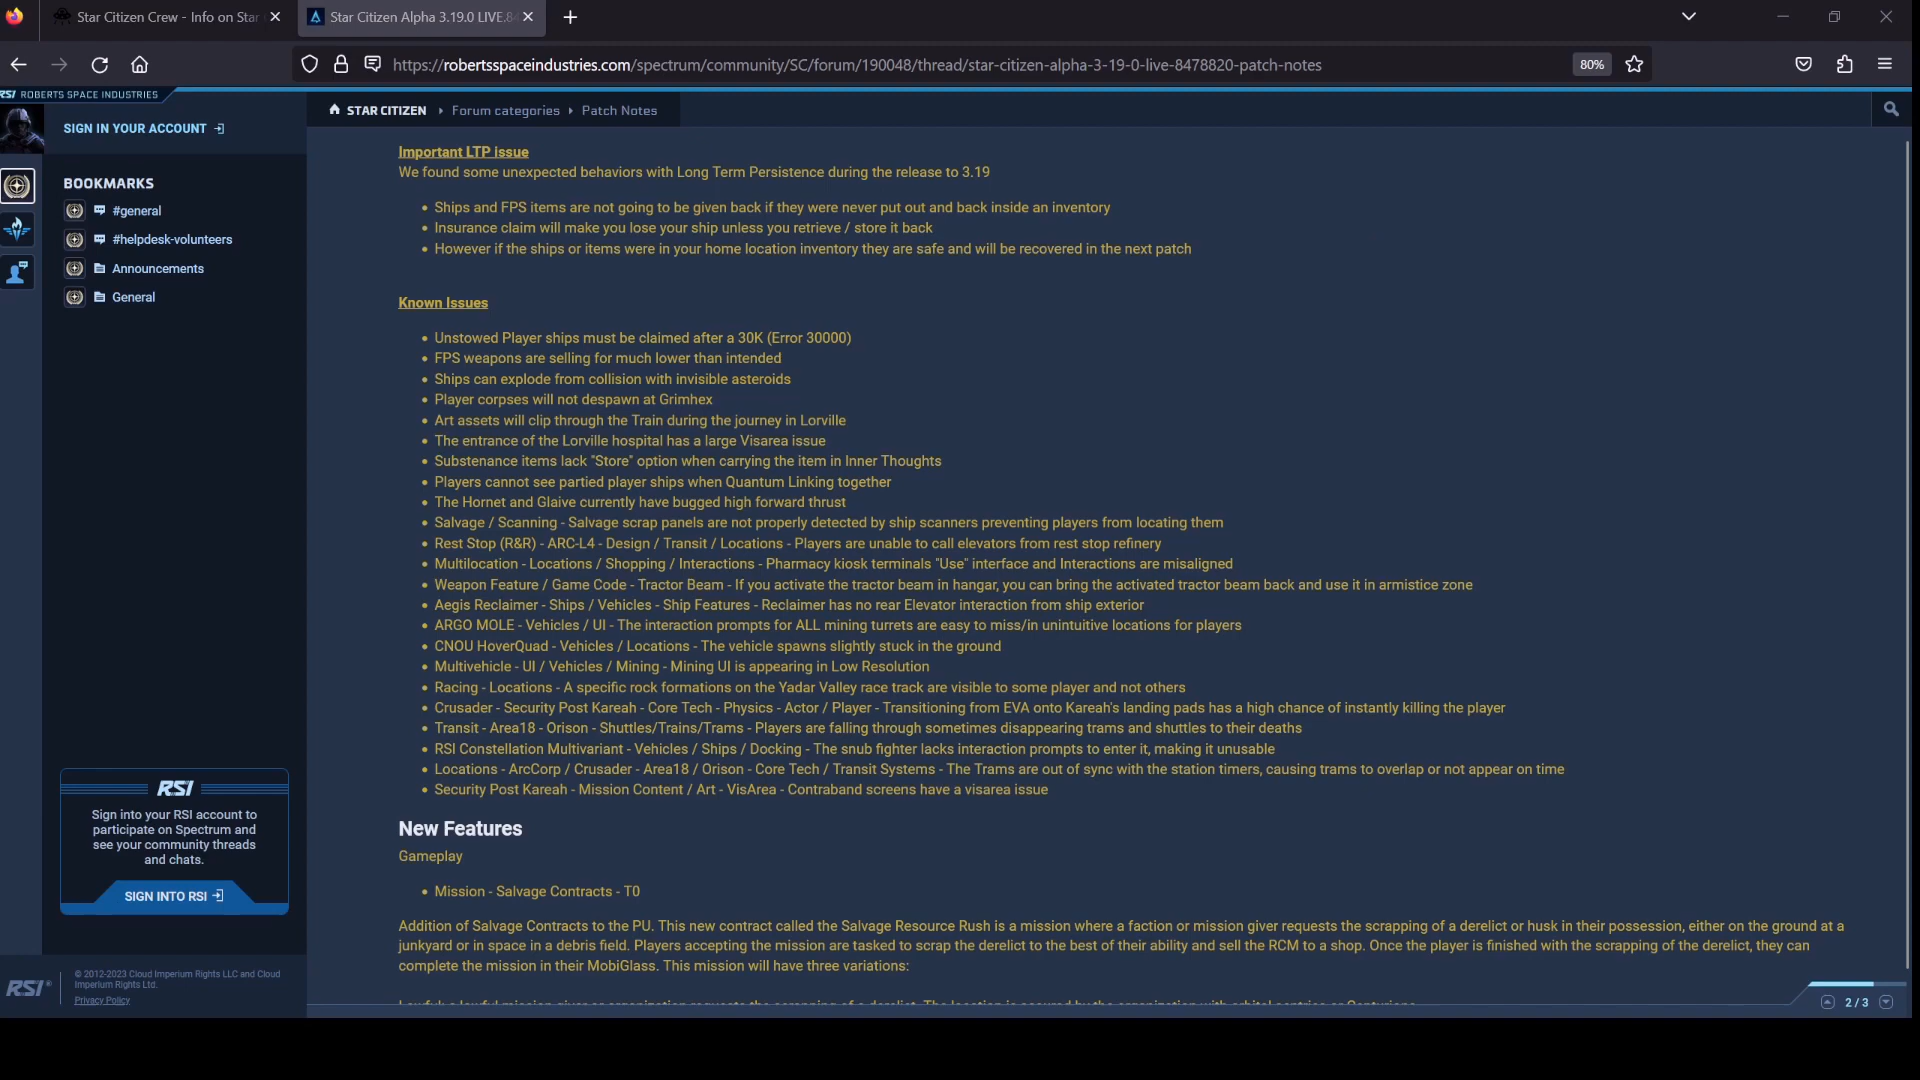 Star Citizen Crew - Info on Star
Star Citizen Alpha 3.19.0 LIVE.84
https://robertsspaceindustries.com/spectrum/community/SC/forum/190048/thread/star-citizen-alpha-3-19-0-live-8478820-patch-notes
80%
RSI ROBERTS SPACE INDUSTRIES
SIGN IN YOUR ACCOUNT
STAR CITIZEN Forum categories Patch Notes
BOOKMARKS
#general
#helpdesk-volunteers
Announcements
General
RSI
Sign into your RSI account to
participate on Spectrum and
see your community threads
and chats.
SIGN INTO RSI
RSI
© 2012-2023 Cloud Imperium Rights LLC and Cloud
Imperium Rights Ltd.
Privacy Policy
Important LTP issue
We found some unexpected behaviors with Long Term Persistence during the release to 3.19
Ships and FPS items are not going to be given back if they were never put out and back inside an inventory
Insurance claim will make you lose your ship unless you retrieve / store it back
However if the ships or items were in your home location inventory they are safe and will be recovered in the next patch
Known Issues
Unstowed Player ships must be claimed after a 30K (Error 30000)
FPS weapons are selling for much lower than intended
Ships can explode from collision with invisible asteroids
Player corpses will not despawn at Grimhex
Art assets will clip through the Train during the journey in Lorville
The entrance of the Lorville hospital has a large Visarea issue
Substenance items lack "Store" option when carrying the item in Inner Thoughts
Players cannot see partied player ships when Quantum Linking together
The Hornet and Glaive currently have bugged high forward thrust
Salvage / Scanning - Salvage scrap panels are not properly detected by ship scanners preventing players from locating them
Rest Stop (R&R) - ARC-L4 - Design / Transit / Locations - Players are unable to call elevators from rest stop refinery
Multilocation - Locations / Shopping / Interactions - Pharmacy kiosk terminals "Use" interface and Interactions are misaligned
Weapon Feature / Game Code - Tractor Beam - If you activate the tractor beam in hangar, you can bring the activated tractor beam back and use it in armistice zone
Aegis Reclaimer - Ships / Vehicles - Ship Features - Reclaimer has no rear Elevator interaction from ship exterior
ARGO MOLE - Vehicles / UI - The interaction prompts for ALL mining turrets are easy to miss/in unintuitive locations for players
CNOU HoverQuad - Vehicles / Locations - The vehicle spawns slightly stuck in the ground
Multivehicle - UI / Vehicles / Mining - Mining UI is appearing in Low Resolution
Racing - Locations - A specific rock formations on the Yadar Valley race track are visible to some player and not others
Crusader - Security Post Kareah - Core Tech - Physics - Actor / Player - Transitioning from EVA onto Kareah's landing pads has a high chance of instantly killing the player
Transit - Area18 - Orison - Shuttles/Trains/Trams - Players are falling through sometimes disappearing trams and shuttles to their deaths
RSI Constellation Multivariant - Vehicles / Ships / Docking - The snub fighter lacks interaction prompts to enter it, making it unusable
Locations - ArcCorp / Crusader - Area18 / Orison - Core Tech / Transit Systems - The Trams are out of sync with the station timers, causing trams to overlap or not appear on time
Security Post Kareah - Mission Content / Art - VisArea - Contraband screens have a visarea issue
New Features
Gameplay
Mission - Salvage Contracts - T0
Addition of Salvage Contracts to the PU. This new contract called the Salvage Resource Rush is a mission where a faction or mission giver requests the scrapping of a derelict or husk in their possession, either on the ground at a
junkyard or in space in a debris field. Players accepting the mission are tasked to scrap the derelict to the best of their ability and sell the RCM to a shop. Once the player is finished with the scrapping of the derelict, they can
complete the mission in their MobiGlass. This mission will have three variations:
2 / 3